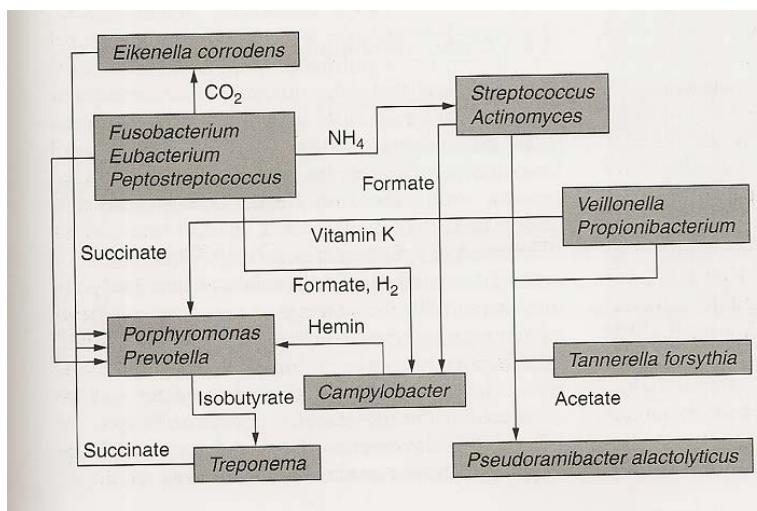 Eikenella corrodens
CO₂
Streptococcus
Actinomyces
Fusobacterium
Eubacterium
Peptostreptococcus
NH₄
Formate
Veillonella
Propionibacterium
Vitamin K
Succinate
Formate, H₂
Hemin
Porphyromonas
Prevotella
Tannerella forsythia
Isobutyrate
Campylobacter
Acetate
Succinate
Treponema
Pseudoramibacter alactolyticus